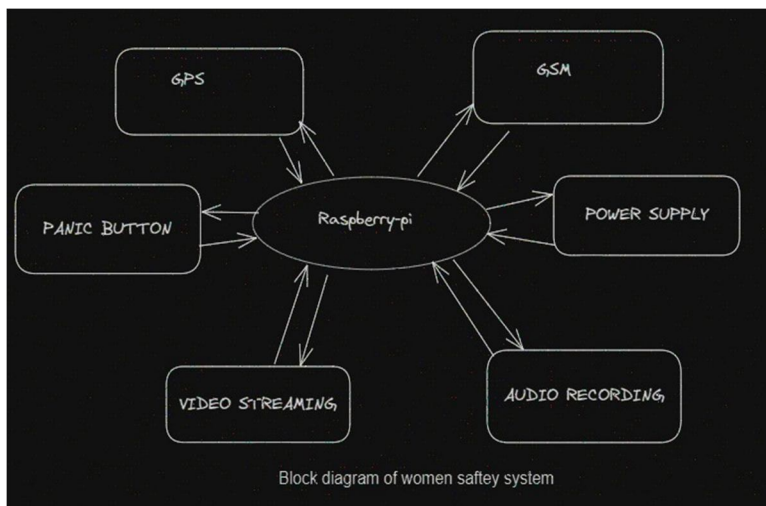 GPS
GSM
PANIC BUTTON
Raspberry-pi
POWER SUPPLY
VIDEO STREAMING
AUDIO RECORDING
Block diagram of women saftey system